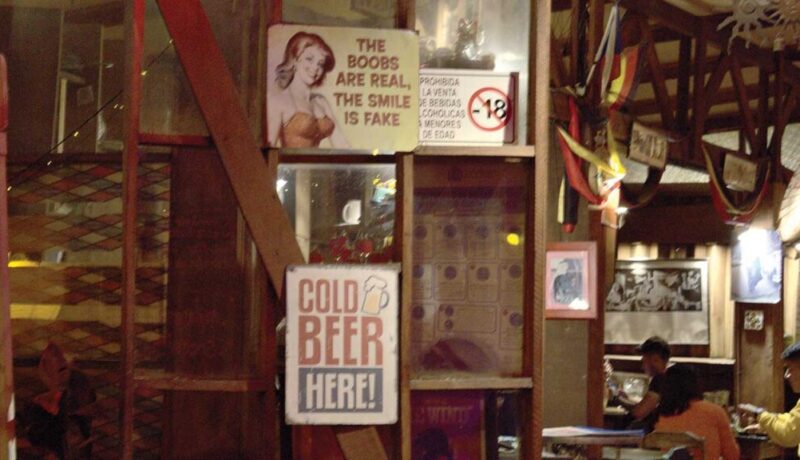 THE
BOOBS
ARE REAL,
THE SMILE
IS FAKE
PROHIBIDA
LA VENTA
DE BEBIDAS
ALCOHÓLICAS
A MENORES
DE EDAD
-18
COLD
BEER
HERE!